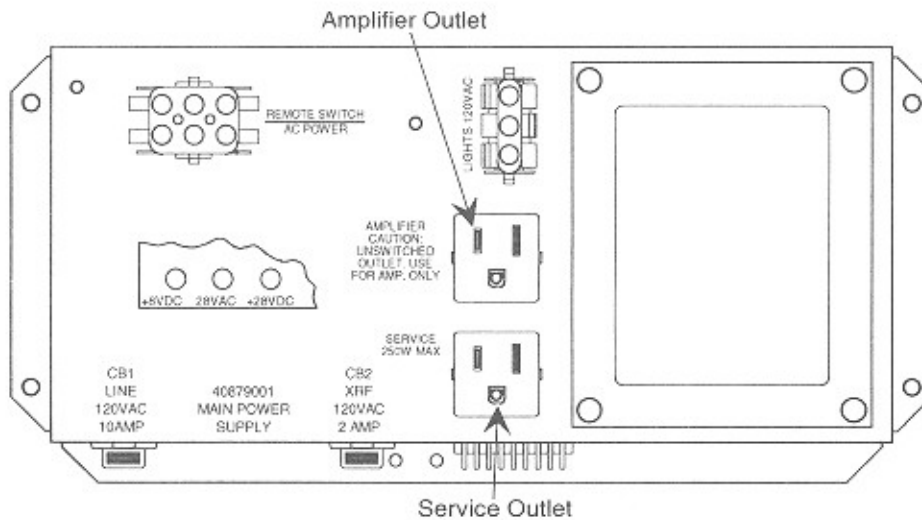 Amplifier Outlet
REMOTE SWITCH
AC POWER
LIGHTS 120VAC
AMPLIFIER
CAUTION:
UNSWITCHED
OUTLET, USE
FOR AMP. ONLY
+8VDC 28VAC +28VDC
SERVICE
250W MAX
CB1
LINE
120VAC
10AMP
40879001
MAIN POWER
SUPPLY
CB2
XRF
120VAC
2 AMP
Service Outlet